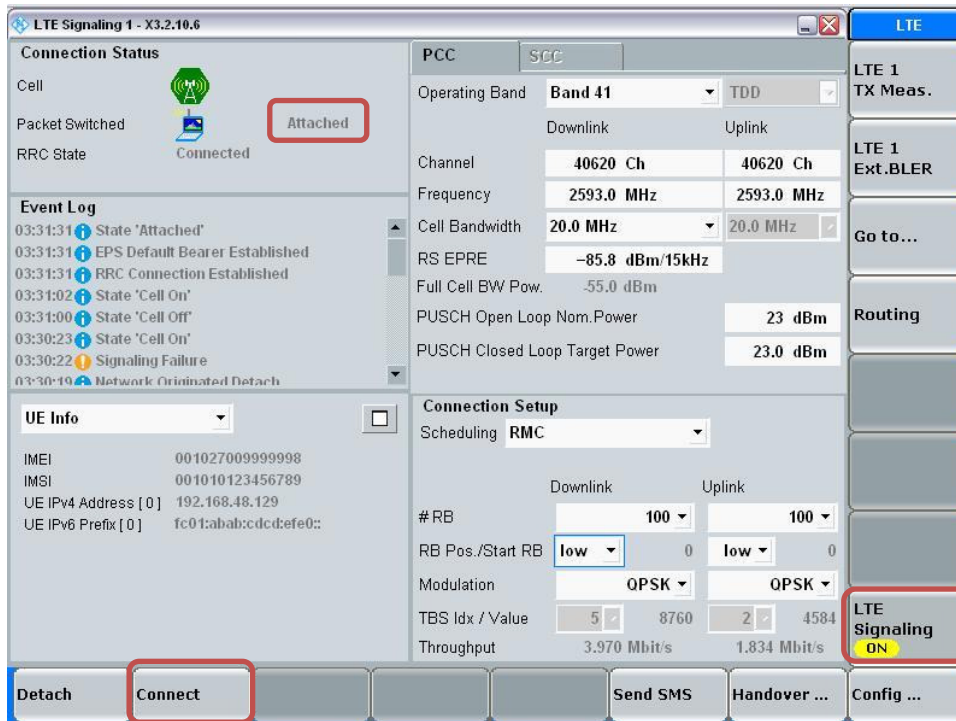 LTE Signaling 1 - X3.2.10.6
LTE
Connection Status
Cell
Packet Switched Attached
RRC State Connected
Event Log
03:31:31 State 'Attached'
03:31:31 EPS Default Bearer Established
03:31:31 RRC Connection Established
03:31:02 State 'Cell On'
03:31:00 State 'Cell Off'
03:30:23 State 'Cell On'
03:30:22 Signaling Failure
03:30:19 Network Originated Detach
UE Info
IMEI 001027009999998
IMSI 001010123456789
UE IPv4 Address [ 0 ] 192.168.48.129
UE IPv6 Prefix [ 0 ] fc01:abab:cdcd:efe0::
PCC SCC
Operating Band Band 41 TDD
Downlink Uplink
Channel 40620 Ch 40620 Ch
Frequency 2593.0 MHz 2593.0 MHz
Cell Bandwidth 20.0 MHz 20.0 MHz
RS EPRE −85.8 dBm/15kHz
Full Cell BW Pow. -55.0 dBm
PUSCH Open Loop Nom.Power 23 dBm
PUSCH Closed Loop Target Power 23.0 dBm
Connection Setup
Scheduling RMC
Downlink Uplink
# RB 100 100
RB Pos./Start RB low 0 low 0
Modulation QPSK QPSK
TBS Idx / Value 5 8760 2 4584
Throughput 3.970 Mbit/s 1.834 Mbit/s
LTE 1
TX Meas.
LTE 1
Ext.BLER
Go to...
Routing
LTE
Signaling
ON
Detach Connect Send SMS Handover ... Config ...